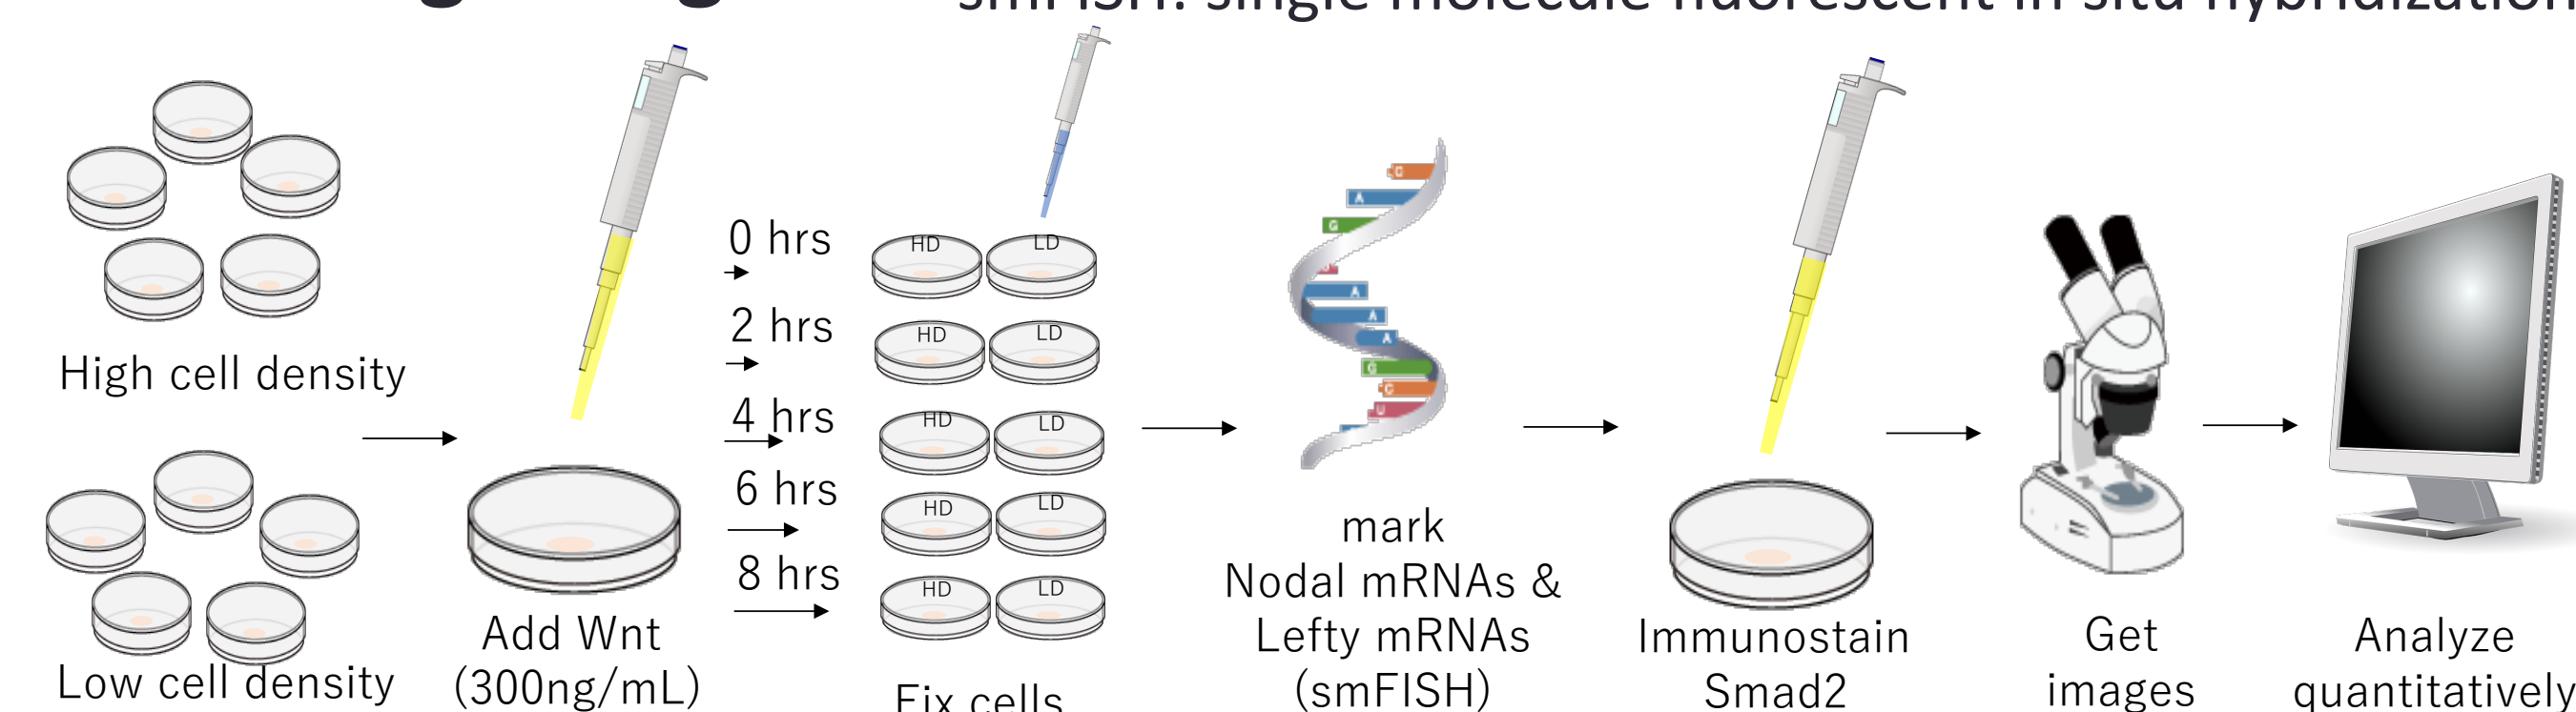 smFISH: single molecule fluorescent in situ hybridization
High cell density
Low cell density
Add Wnt
(300ng/mL)
0 hrs
2 hrs
4 hrs
6 hrs
8 hrs
HD LD
HD LD
HD LD
HD LD
HD LD
Fix cells
G
A
G
A
A
A
G
G
U
mark
Nodal mRNAs &
Lefty mRNAs
(smFISH)
Immunostain
Smad2
Get
images
Analyze
quantitatively